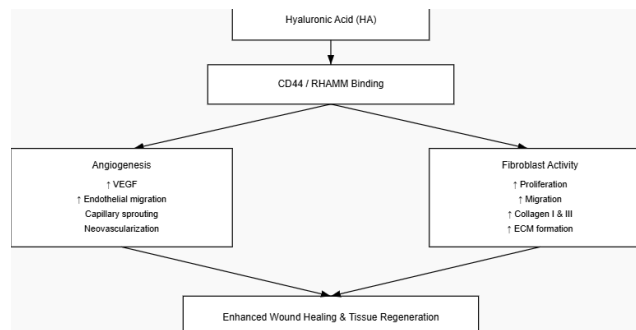 Hyaluronic Acid (HA)
CD44 / RHAMM Binding
Angiogenesis
↑ VEGF
↑ Endothelial migration
Capillary sprouting
Neovascularization
Fibroblast Activity
↑ Proliferation
↑ Migration
↑ Collagen I & III
↑ ECM formation
Enhanced Wound Healing & Tissue Regeneration